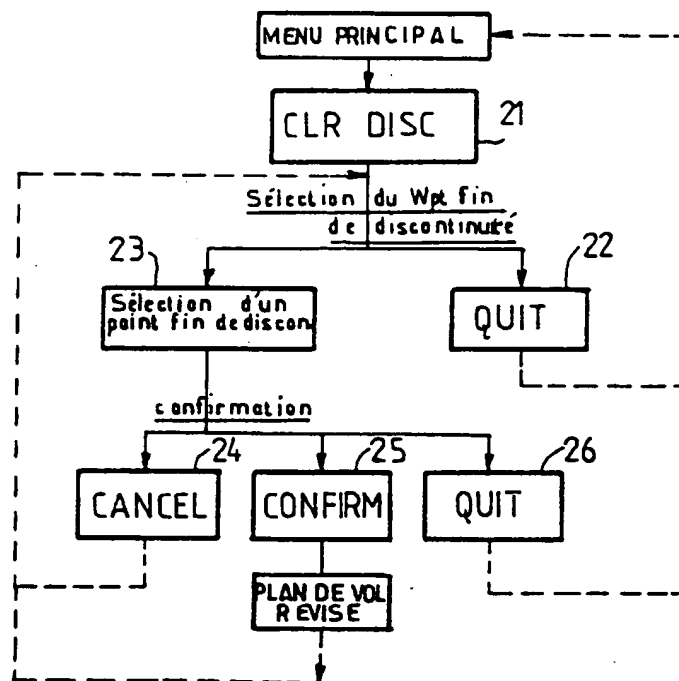 MENU PRINCIPAL
CLR DISC
21
Sélection du Wpt fin
de discontinuité
23
22
Sélection d'un
point fin de discon
QUIT
confirmation
24
25
26
CANCEL
CONFIRM
QUIT
PLAN DE VOL
REVISE